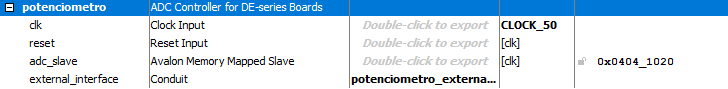 potenciometro ADC Controller for DE-series Boards
clk Clock Input Double-click to export CLOCK_50
reset Reset Input Double-click to export [clk]
adc_slave Avalon Memory Mapped Slave Double-click to export [clk] 0x0404_1020
external_interface Conduit potenciometro_externa...